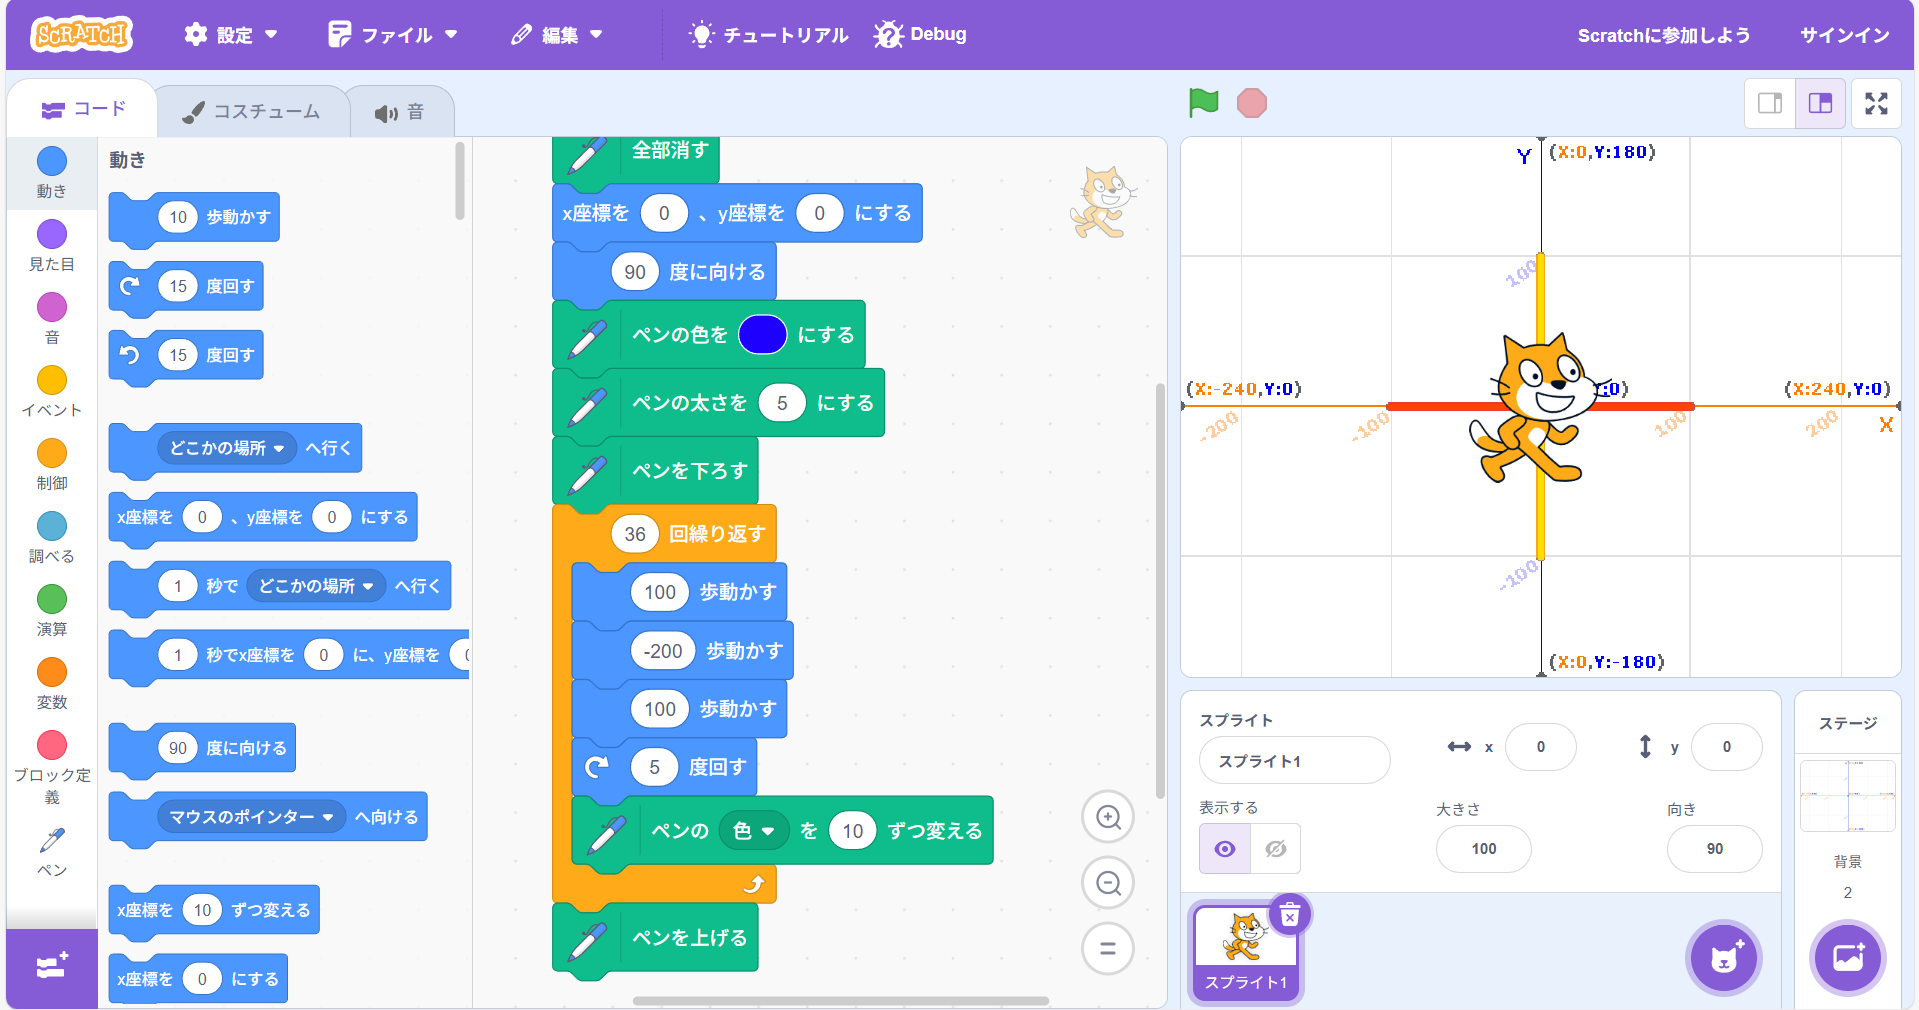 SCRATCH
設定
ファイル
編集
チュートリアル
Debug
Scratchに参加しよう
サインイン
コード
コスチューム
音
動き
見た目
音
イベント
制御
調べる
演算
変数
ブロック定
義
ペン
動き
10 歩動かす
15 度回す
15 度回す
どこかの場所 へ行く
x座標を 0 、y座標を 0 にする
1 秒で どこかの場所 へ行く
1 秒でx座標を 0 に、y座標を
90 度に向ける
マウスのポインター へ向ける
x座標を 10 ずつ変える
x座標を 0 にする
全部消す
x座標を 0 、y座標を 0 にする
90 度に向ける
ペンの色を にする
ペンの太さを 5 にする
ペンを下ろす
36 回繰り返す
100 歩動かす
-200 歩動かす
100 歩動かす
5 度回す
ペンの 色 を 10 ずつ変える
ペンを上げる
Y (X:0,Y:180)
100
(X:-240,Y:0)
:0)
(X:240,Y:0)
-200
-100
100
200
X
-100
(X:0,Y:-180)
スプライト
スプライト1
x 0
y 0
表示する
大きさ
100
向き
90
スプライト1
ステージ
背景
2